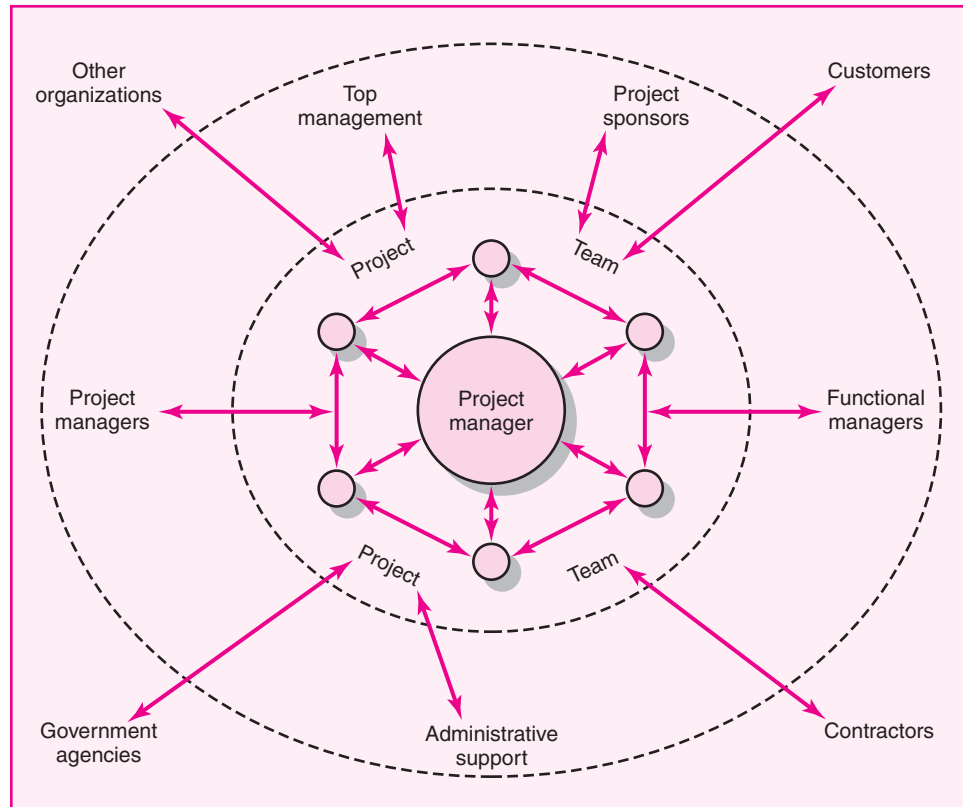 Other
organizations
Top
management
Project
sponsors
Customers
Project
Team
Project
managers
Project
manager
Functional
managers
Project
Team
Government
agencies
Administrative
support
Contractors